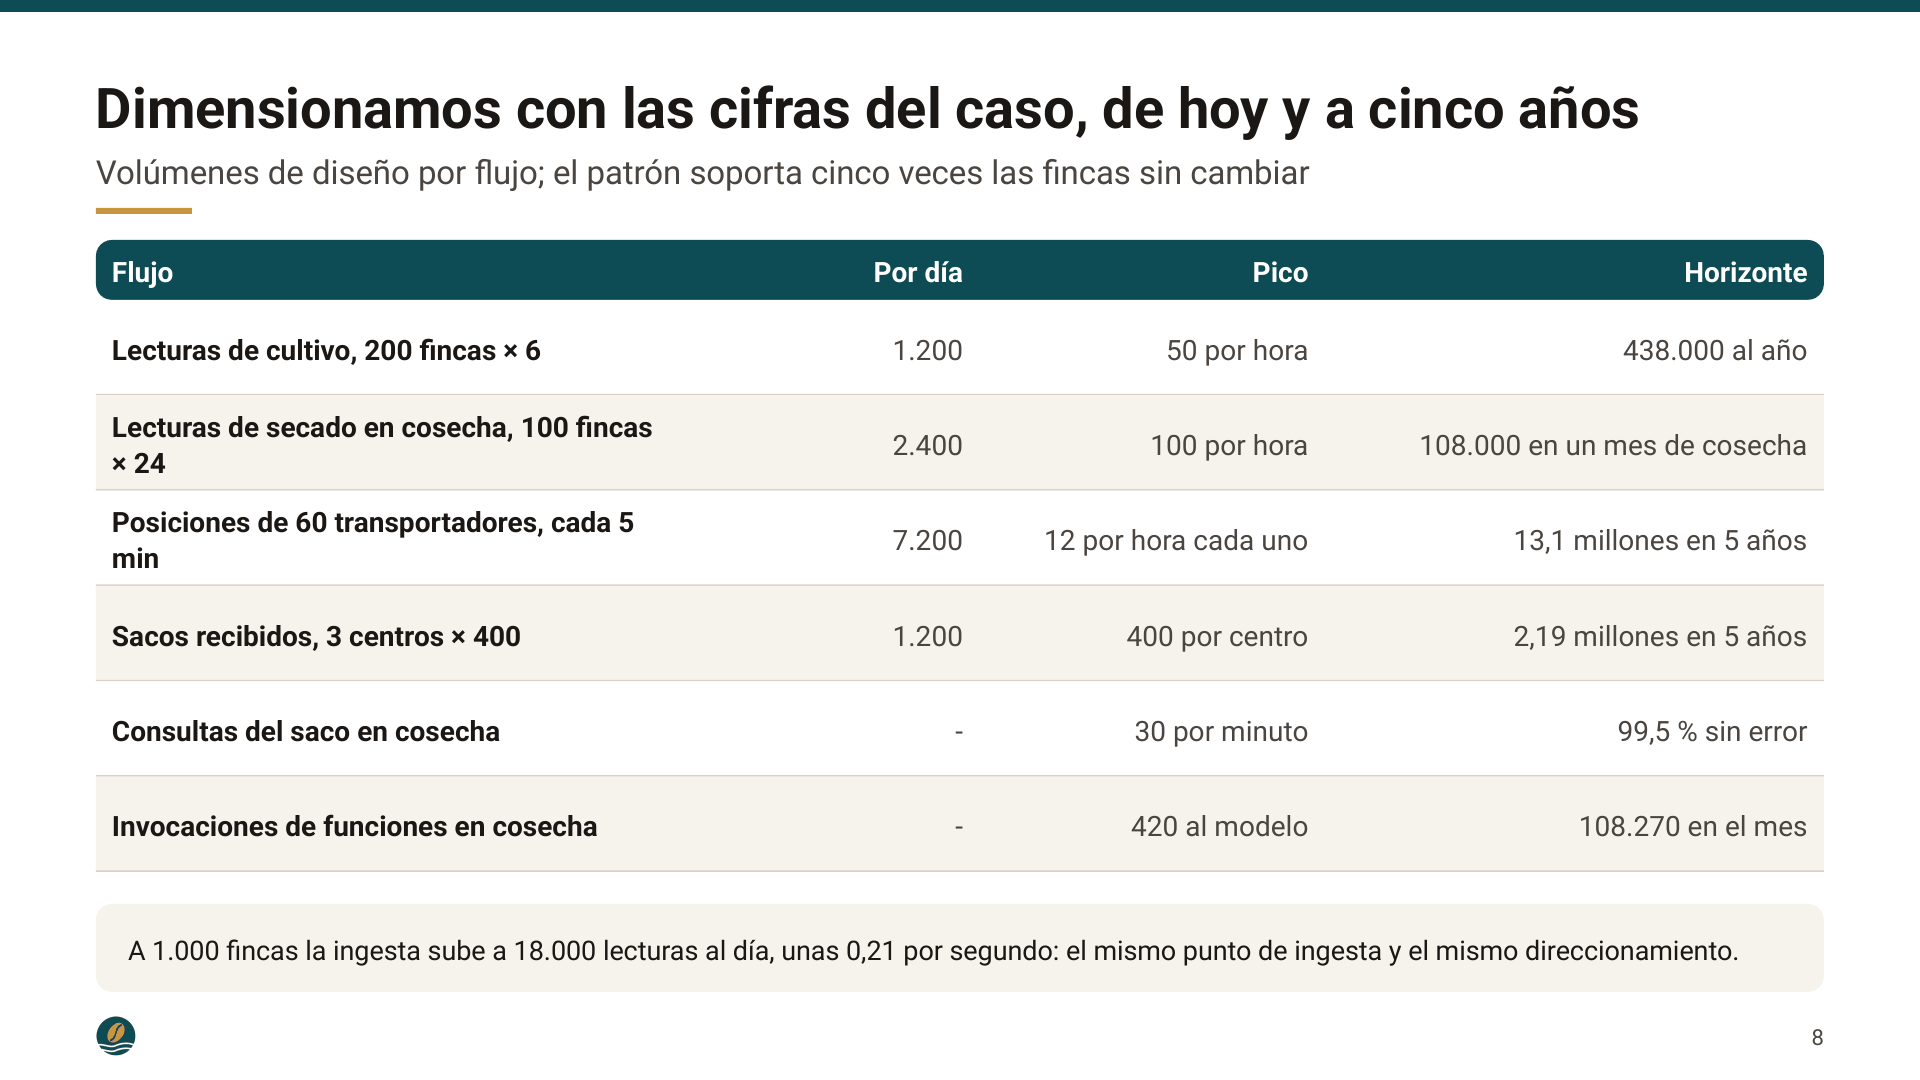 Dimensionamos con las cifras del caso, de hoy y a cinco años
Volúmenes de diseño por flujo; el patrón soporta cinco veces las fincas sin cambiar
Flujo Por día Pico Horizonte
Lecturas de cultivo, 200 fincas × 6 1.200 50 por hora 438.000 al año
Lecturas de secado en cosecha, 100 fincas
× 24 2.400 100 por hora 108.000 en un mes de cosecha
Posiciones de 60 transportadores, cada 5
min 7.200 12 por hora cada uno 13,1 millones en 5 años
Sacos recibidos, 3 centros × 400 1.200 400 por centro 2,19 millones en 5 años
Consultas del saco en cosecha - 30 por minuto 99,5 % sin error
Invocaciones de funciones en cosecha - 420 al modelo 108.270 en el mes
A 1.000 fincas la ingesta sube a 18.000 lecturas al día, unas 0,21 por segundo: el mismo punto de ingesta y el mismo direccionamiento.
8